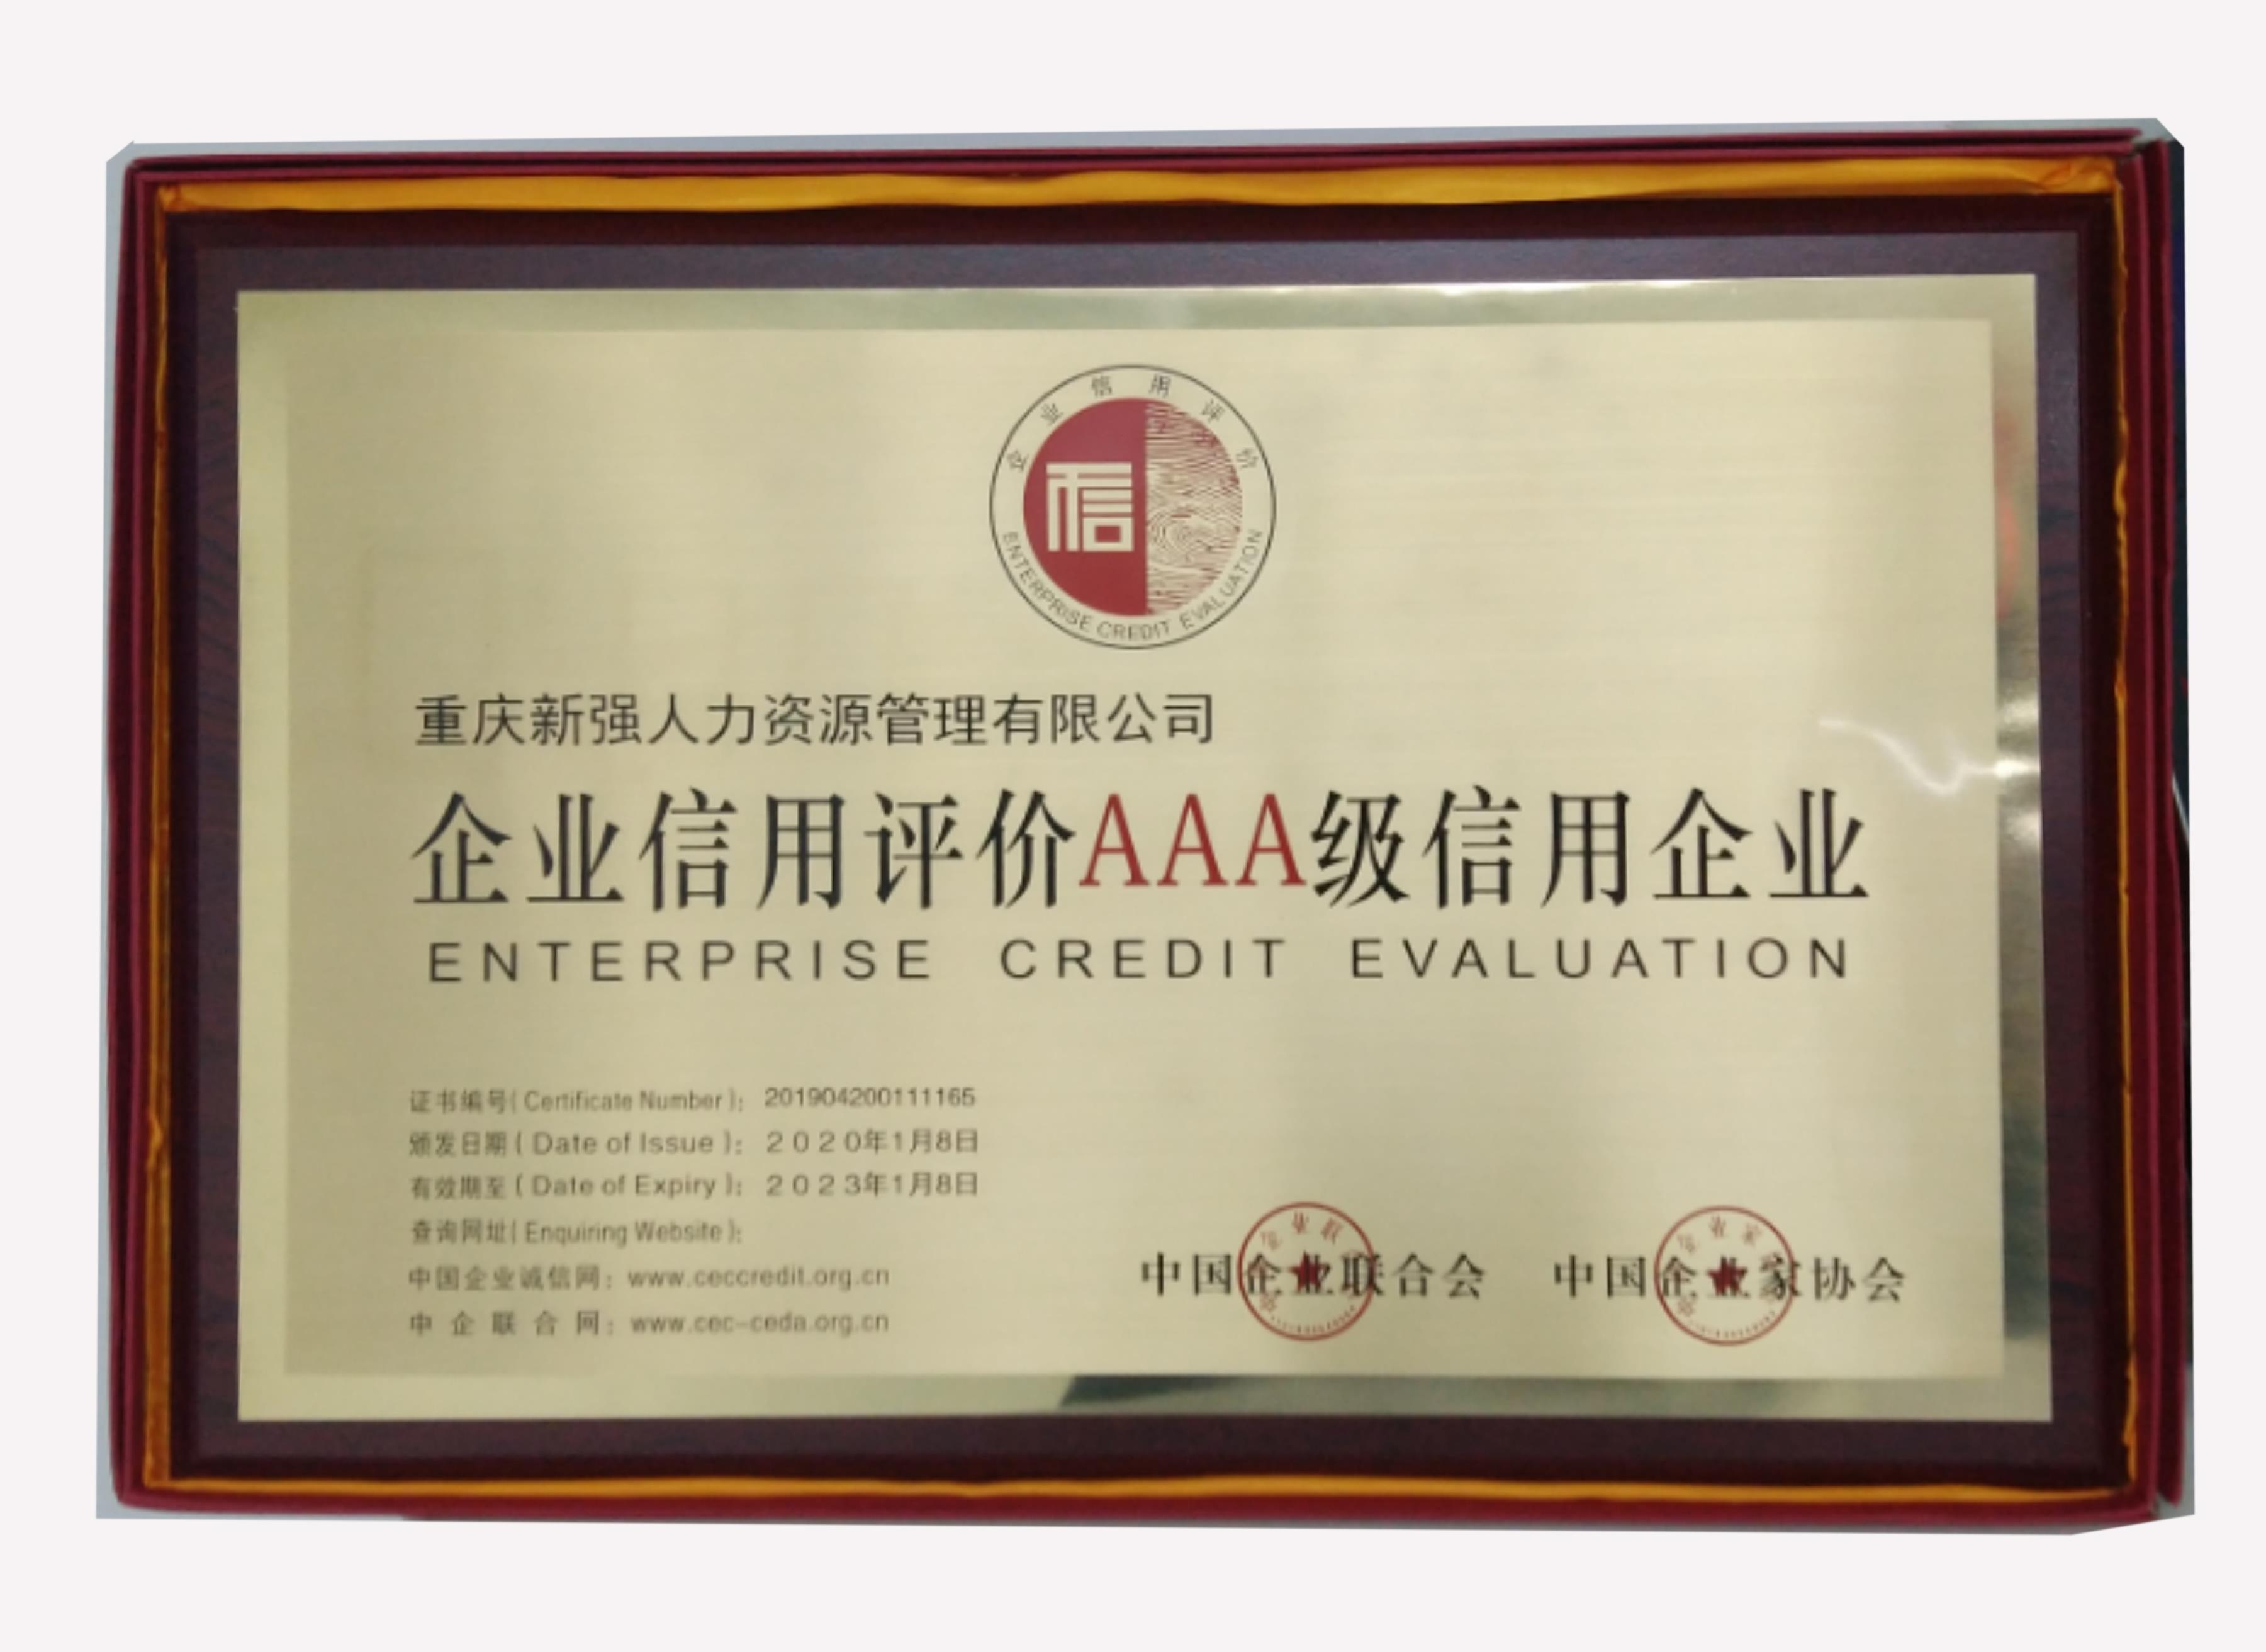 企业信用评价
信
ENTERPRISE CREDIT EVALUATION
重庆新强人力资源管理有限公司
企业信用评价AAA级信用企业
ENTERPRISE CREDIT EVALUATION
证书编号(Certificate Number): 201904200111165
颁发日期(Date of Issue): 2020年1月8日
有效期至(Date of Expiry): 2023年1月8日
查询网址(Enquiring Website):
中国企业诚信网: www.ceccredit.org.cn
中企联合网: www.cec-ceda.org.cn
中国企业联合会 中国企业家协会